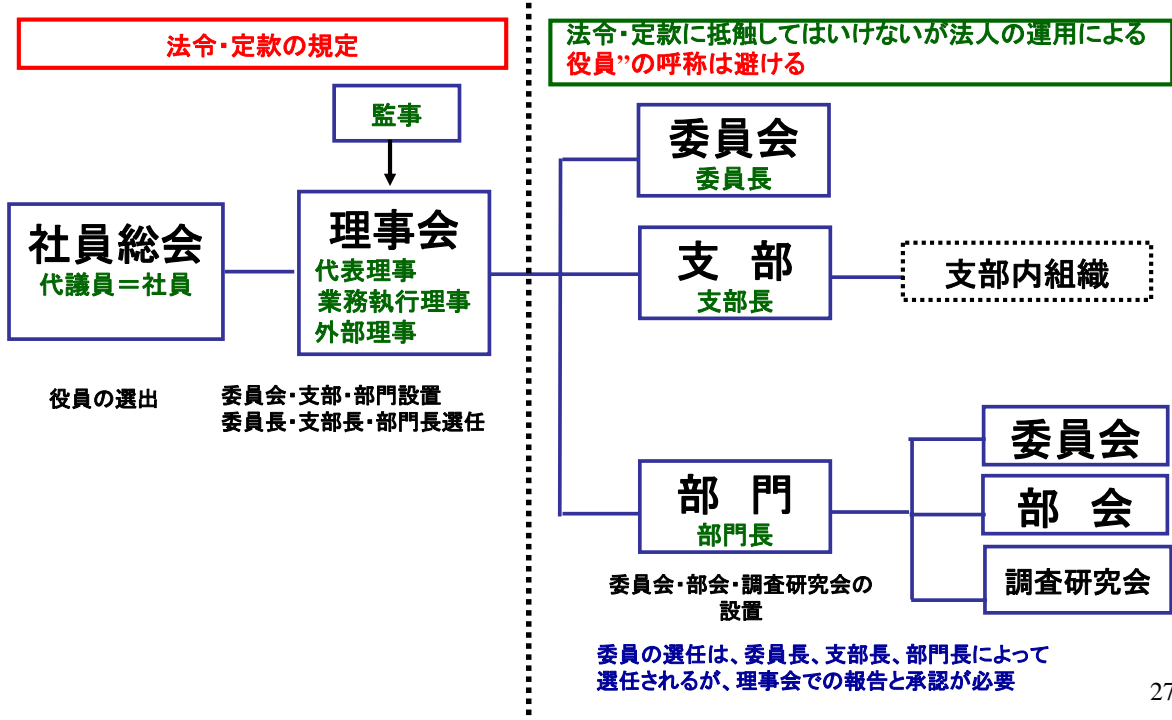 法令・定款の規定
法令・定款に抵触してはいけないが法人の運用による
役員”の呼称は避ける
監事
社員総会
代議員＝社員
理事会
代表理事
業務執行理事
外部理事
役員の選出
委員会・支部・部門設置
委員長・支部長・部門長選任
委員会
委員長
支　部
支部長
支部内組織
部　門
部門長
委員会・部会・調査研究会の
設置
委員会
部　会
調査研究会
委員の選任は、委員長、支部長、部門長によって
選任されるが、理事会での報告と承認が必要
27